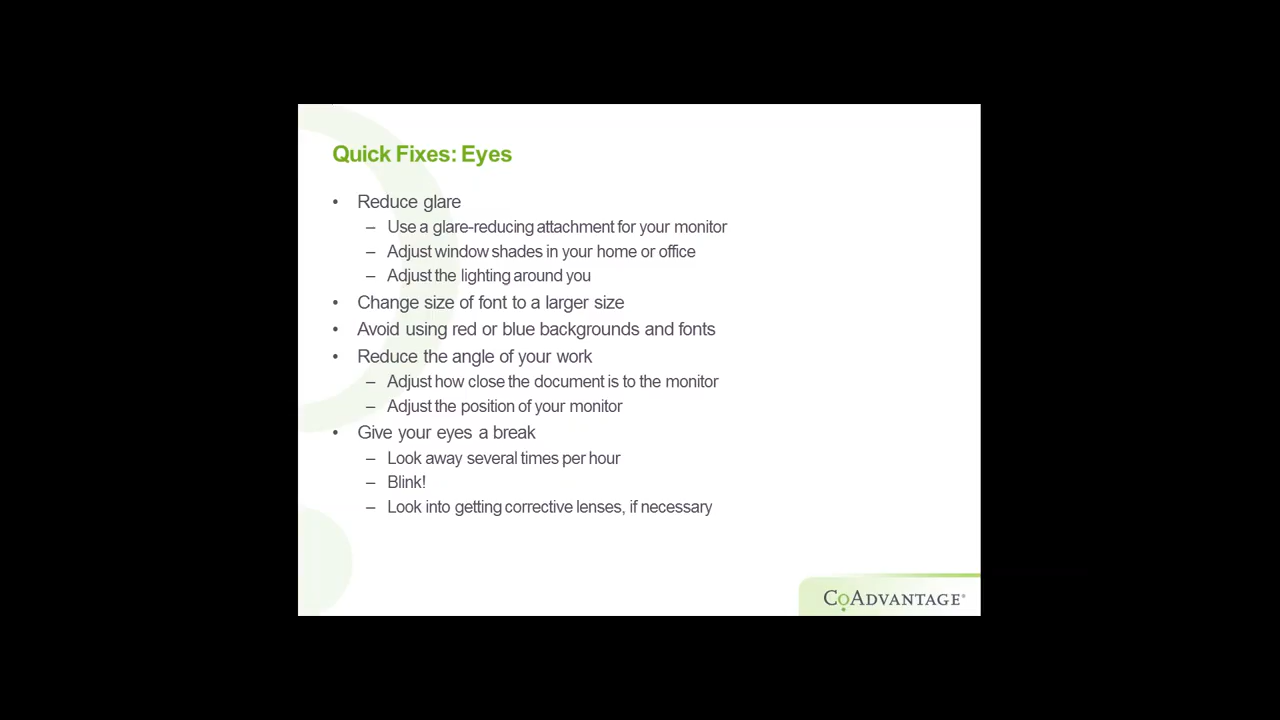 Quick Fixes: Eyes
• Reduce glare
– Use a glare-reducing attachment for your monitor
– Adjust window shades in your home or office
– Adjust the lighting around you
• Change size of font to a larger size
• Avoid using red or blue backgrounds and fonts
• Reduce the angle of your work
– Adjust how close the document is to the monitor
– Adjust the position of your monitor
• Give your eyes a break
– Look away several times per hour
– Blink!
– Look into getting corrective lenses, if necessary
CoAdvantage®